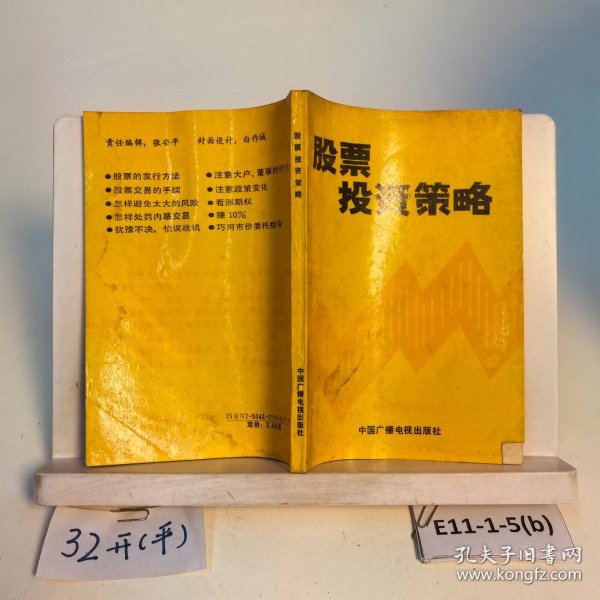 责任编辑：张安平 封面设计：白作城
●股票的发行方法
●股票交易的手续
●怎样避免太大的风险
●怎样处罚内幕交易
●犹豫不决，怡误战机
●注意大户、董事的行
●注意政策变化
●看涨期权
●赚10%
●巧用市价委托指令
ISBN7-5043-
定价：
股票投资策略
中国广播电视出版社
股票
投资策略
中国广播电视出版社
32开(平)
E11-1-5(b)
孔夫子旧书网
www.kongfz.com